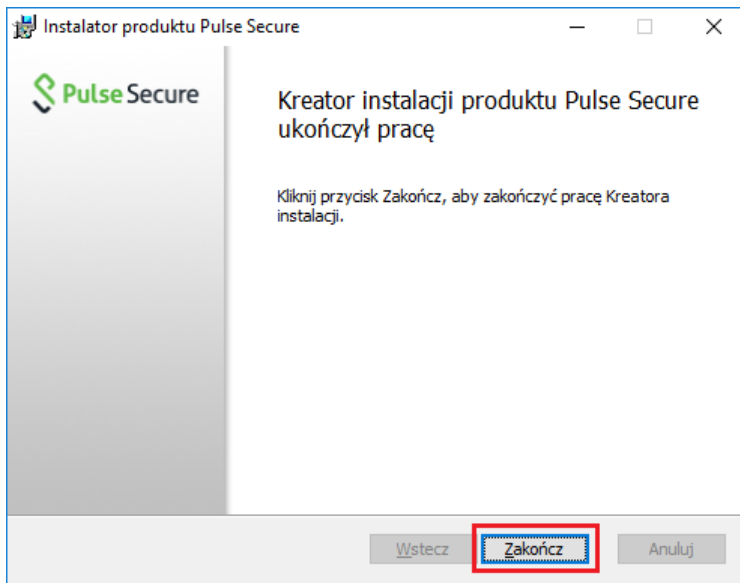 Instalator produktu Pulse Secure
Pulse Secure
Kreator instalacji produktu Pulse Secure
ukończył pracę
Kliknij przycisk Zakończ, aby zakończyć pracę Kreatora
instalacji.
Wstecz Zakończ Anuluj